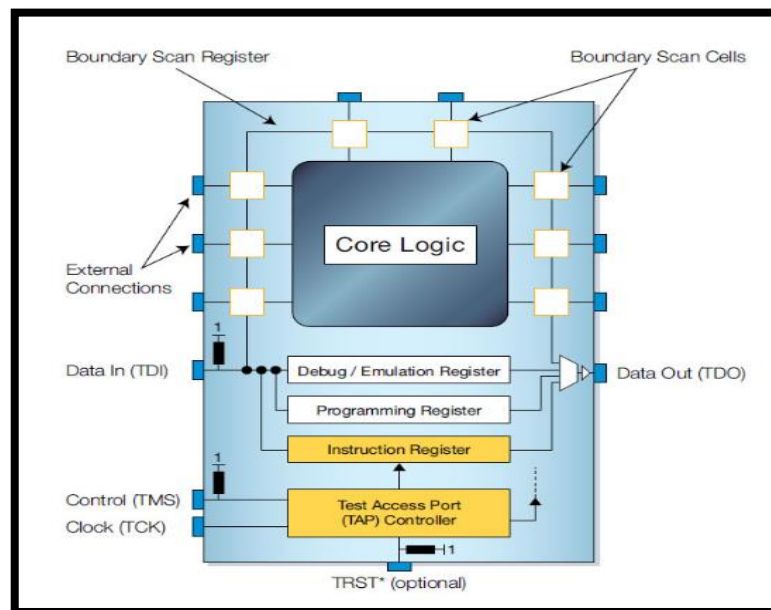 Boundary Scan Register
Boundary Scan Cells
Core Logic
External
Connections
1
Data In (TDI)
Debug / Emulation Register
Data Out (TDO)
Programming Register
Instruction Register
1
Control (TMS)
Test Access Port
(TAP) Controller
Clock (TCK)
1
TRST* (optional)